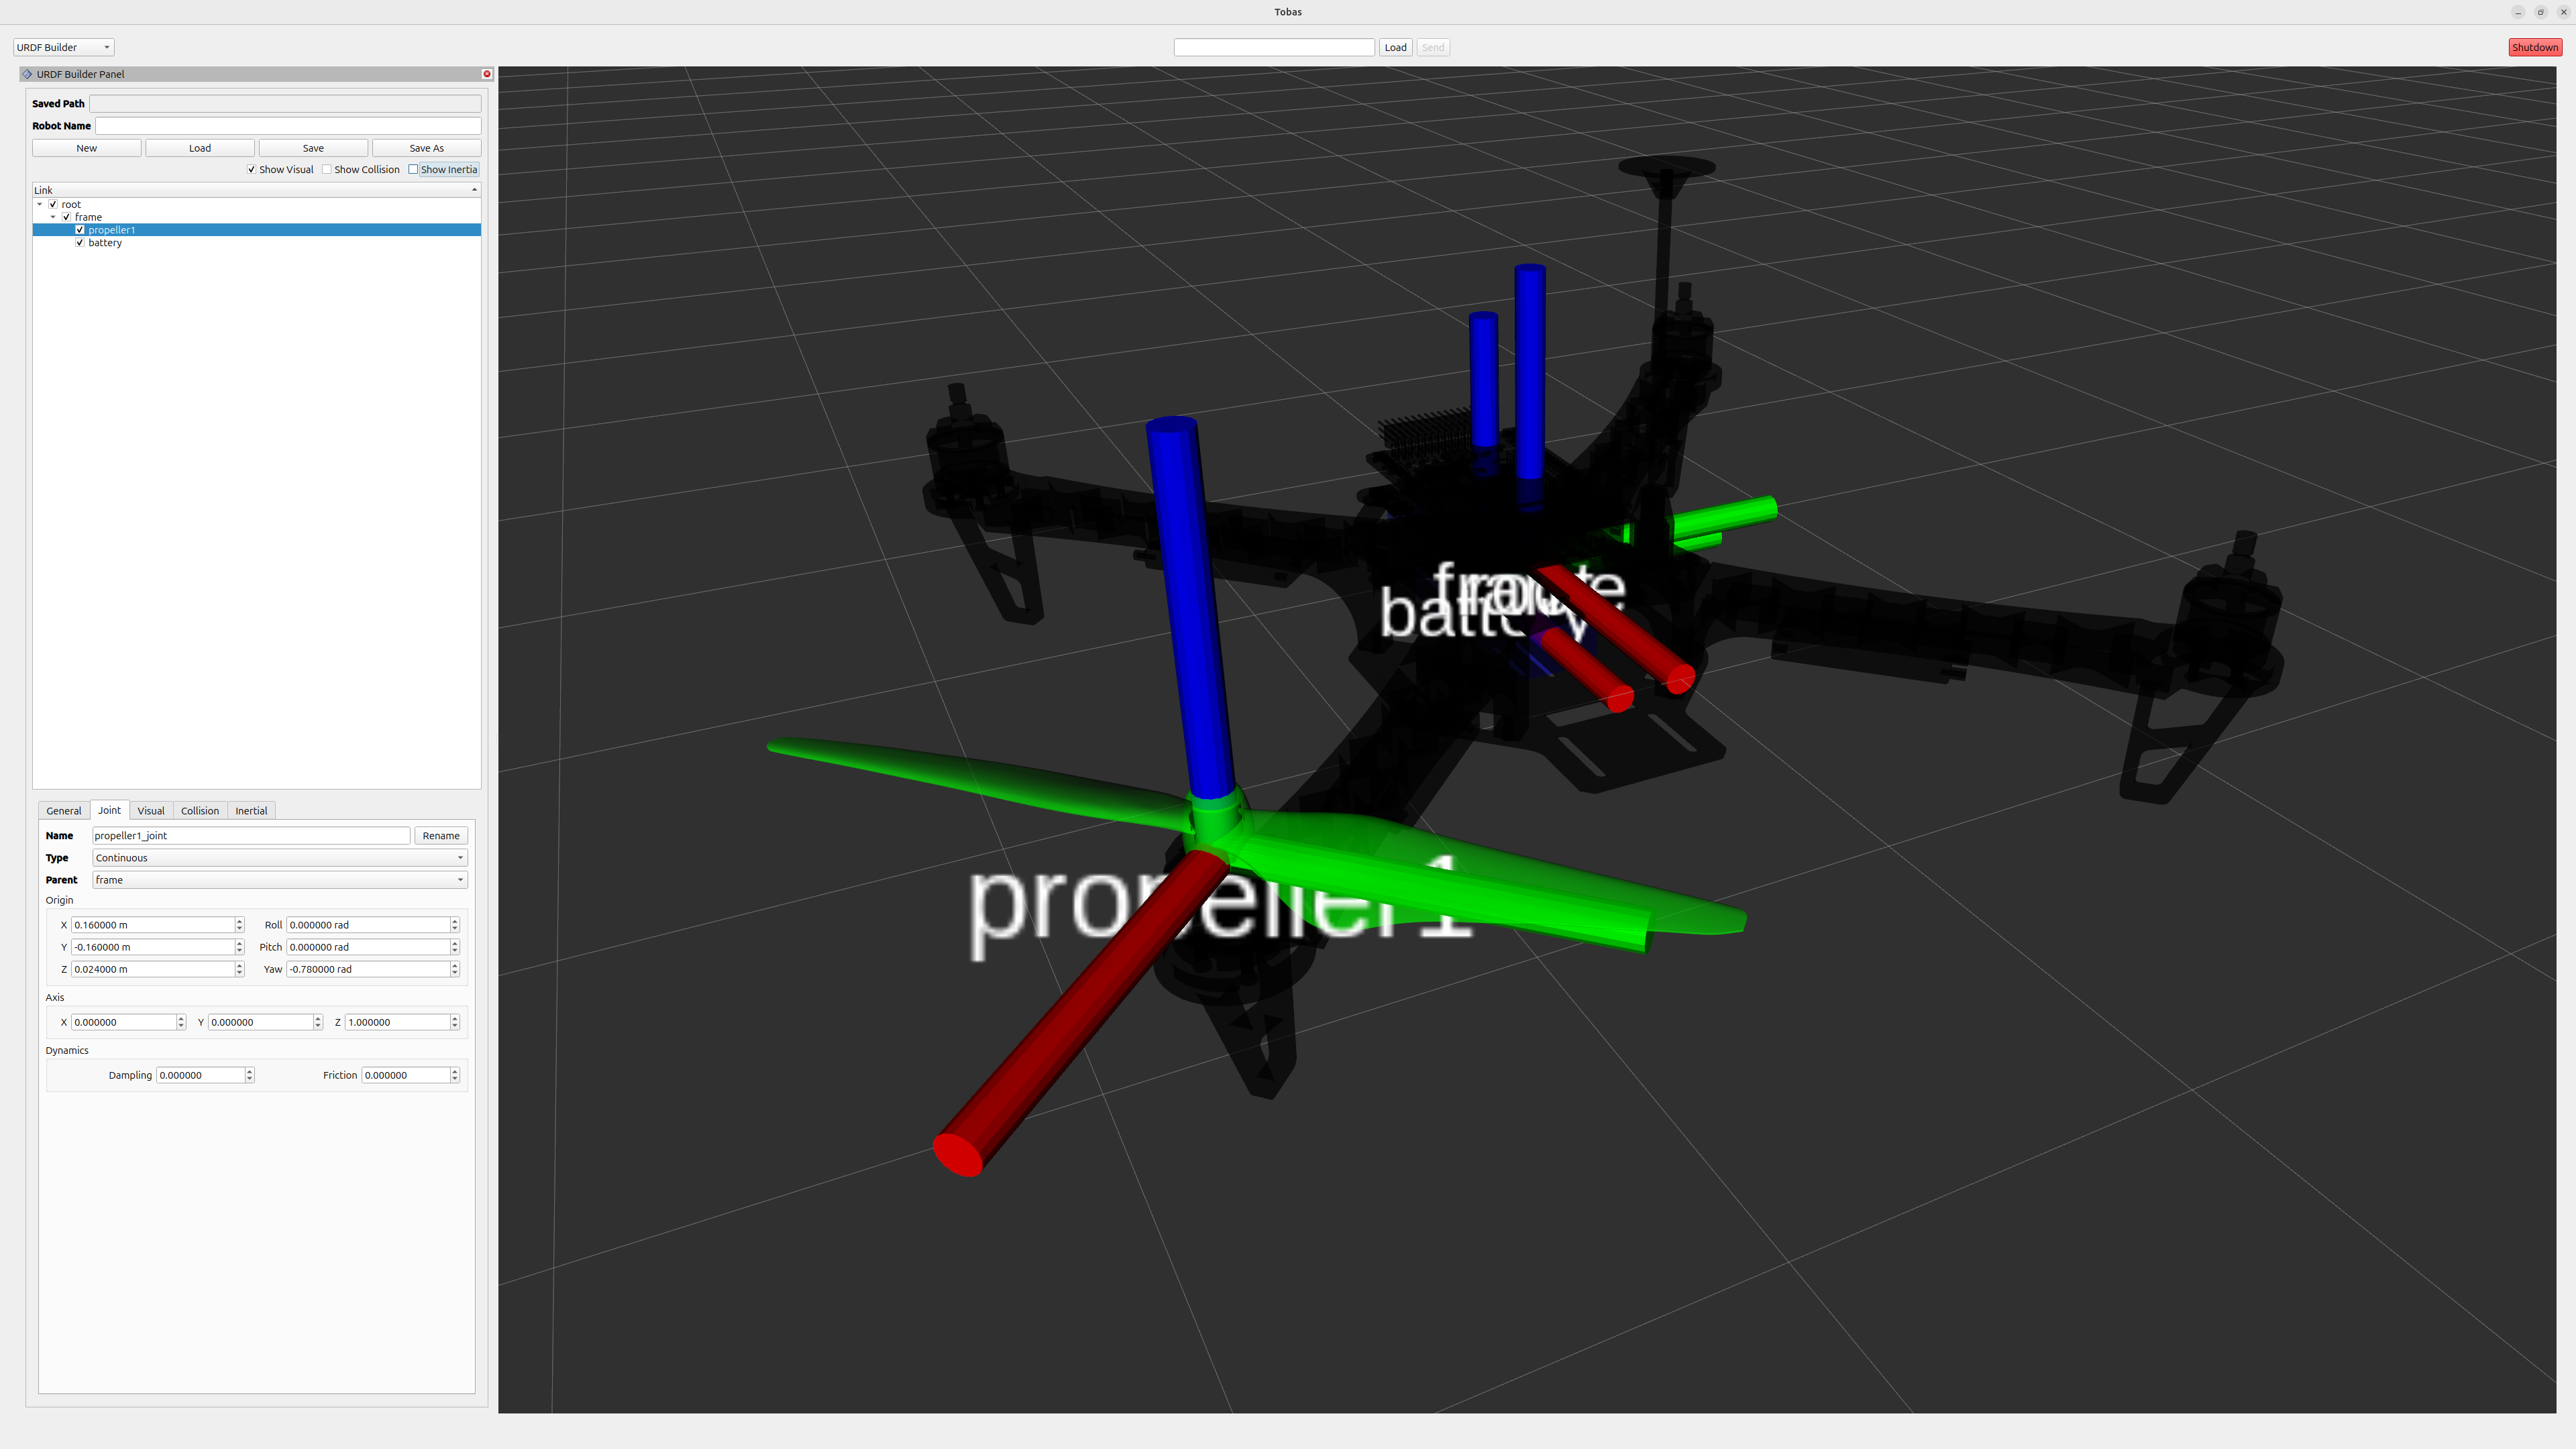 Tobas
URDF Builder
Load
Send
Shutdown
URDF Builder Panel
Saved Path
Robot Name
New
Load
Save
Save As
Show Visual
Show Collision
Show Inertia
Link
root
frame
propeller1
battery
General
Joint
Visual
Collision
Inertial
Name propeller1_joint Rename
Type Continuous
Parent frame
Origin
X 0.160000 m Roll 0.000000 rad
Y -0.160000 m Pitch 0.000000 rad
Z 0.024000 m Yaw -0.780000 rad
Axis
X 0.000000 Y 0.000000 Z 1.000000
Dynamics
Dampling 0.000000 Friction 0.000000
frame
root
battery
propeller1